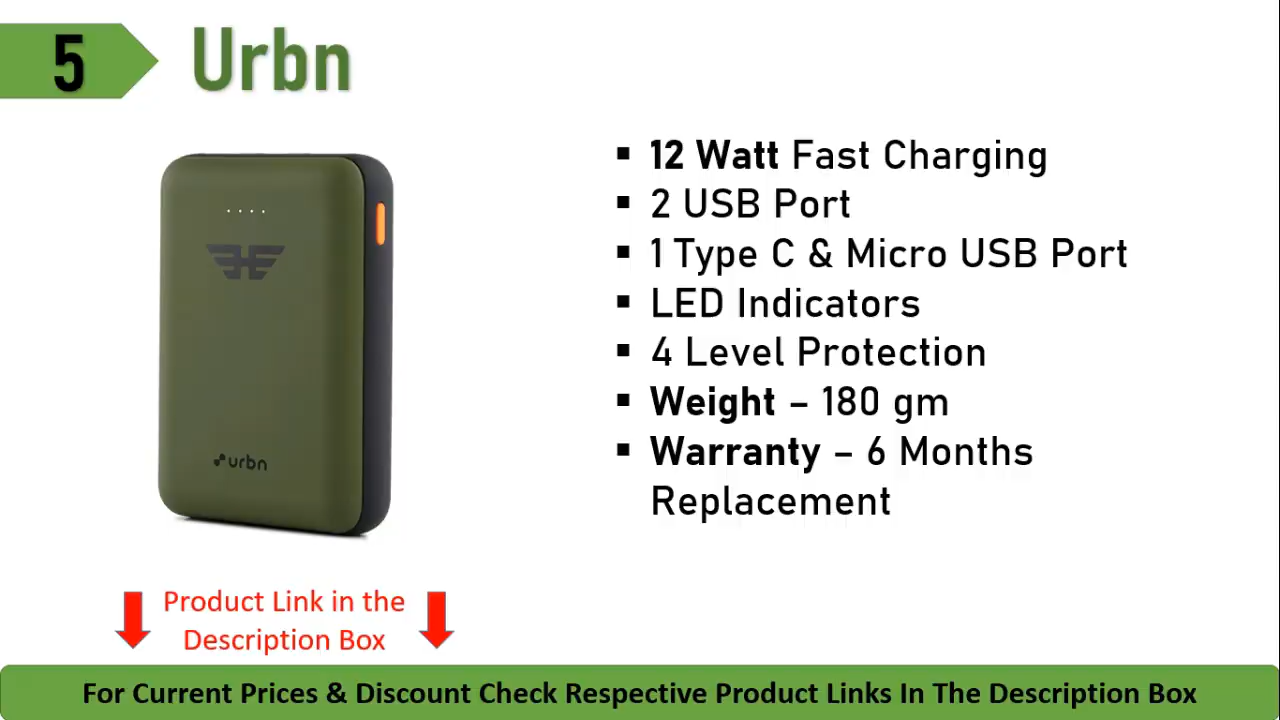 5
Urbn
12 Watt Fast Charging
2 USB Port
1 Type C & Micro USB Port
LED Indicators
4 Level Protection
Weight – 180 gm
Warranty – 6 Months
Replacement
urbn
Product Link in the
Description Box
For Current Prices & Discount Check Respective Product Links In The Description Box